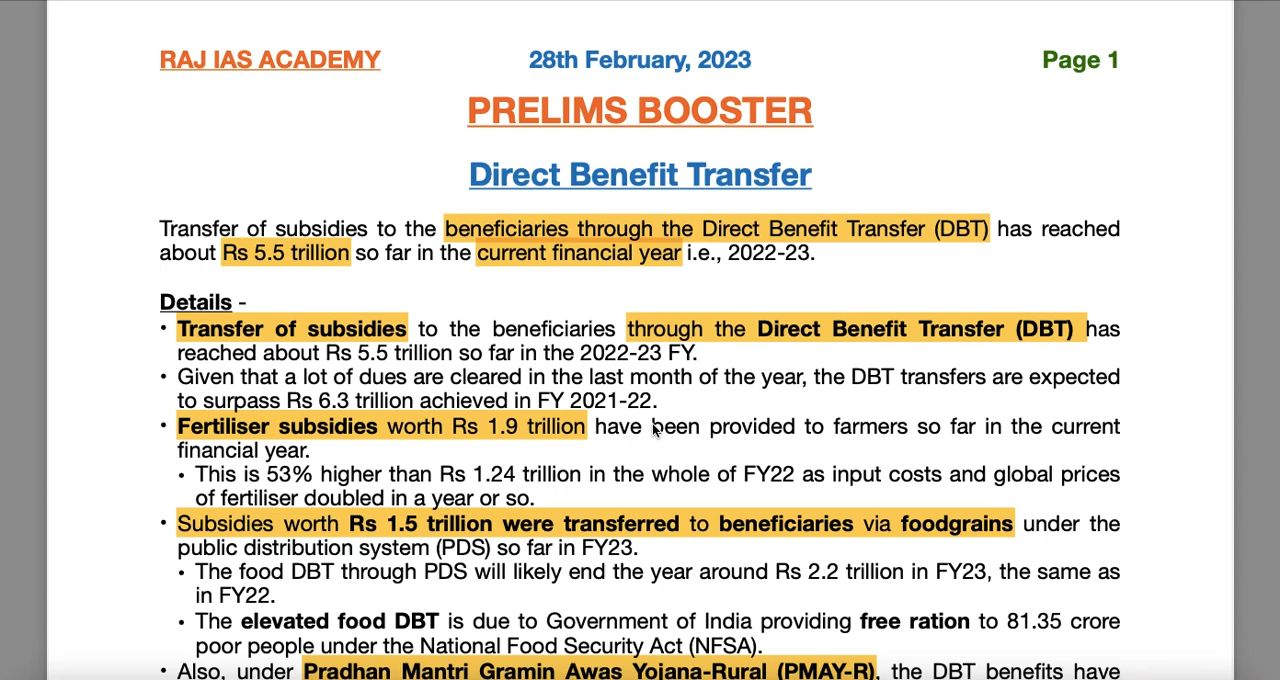 RAJ IAS ACADEMY 28th February, 2023 Page 1
PRELIMS BOOSTER
Direct Benefit Transfer
Transfer of subsidies to the beneficiaries through the Direct Benefit Transfer (DBT) has reached
about Rs 5.5 trillion so far in the current financial year i.e., 2022-23.
Details -
• Transfer of subsidies to the beneficiaries through the Direct Benefit Transfer (DBT) has
reached about Rs 5.5 trillion so far in the 2022-23 FY.
• Given that a lot of dues are cleared in the last month of the year, the DBT transfers are expected
to surpass Rs 6.3 trillion achieved in FY 2021-22.
• Fertiliser subsidies worth Rs 1.9 trillion have been provided to farmers so far in the current
financial year.
• This is 53% higher than Rs 1.24 trillion in the whole of FY22 as input costs and global prices
of fertiliser doubled in a year or so.
• Subsidies worth Rs 1.5 trillion were transferred to beneficiaries via foodgrains under the
public distribution system (PDS) so far in FY23.
• The food DBT through PDS will likely end the year around Rs 2.2 trillion in FY23, the same as
in FY22.
• The elevated food DBT is due to Government of India providing free ration to 81.35 crore
poor people under the National Food Security Act (NFSA).
• Also, under Pradhan Mantri Gramin Awas Yojana-Rural (PMAY-R), the DBT benefits have